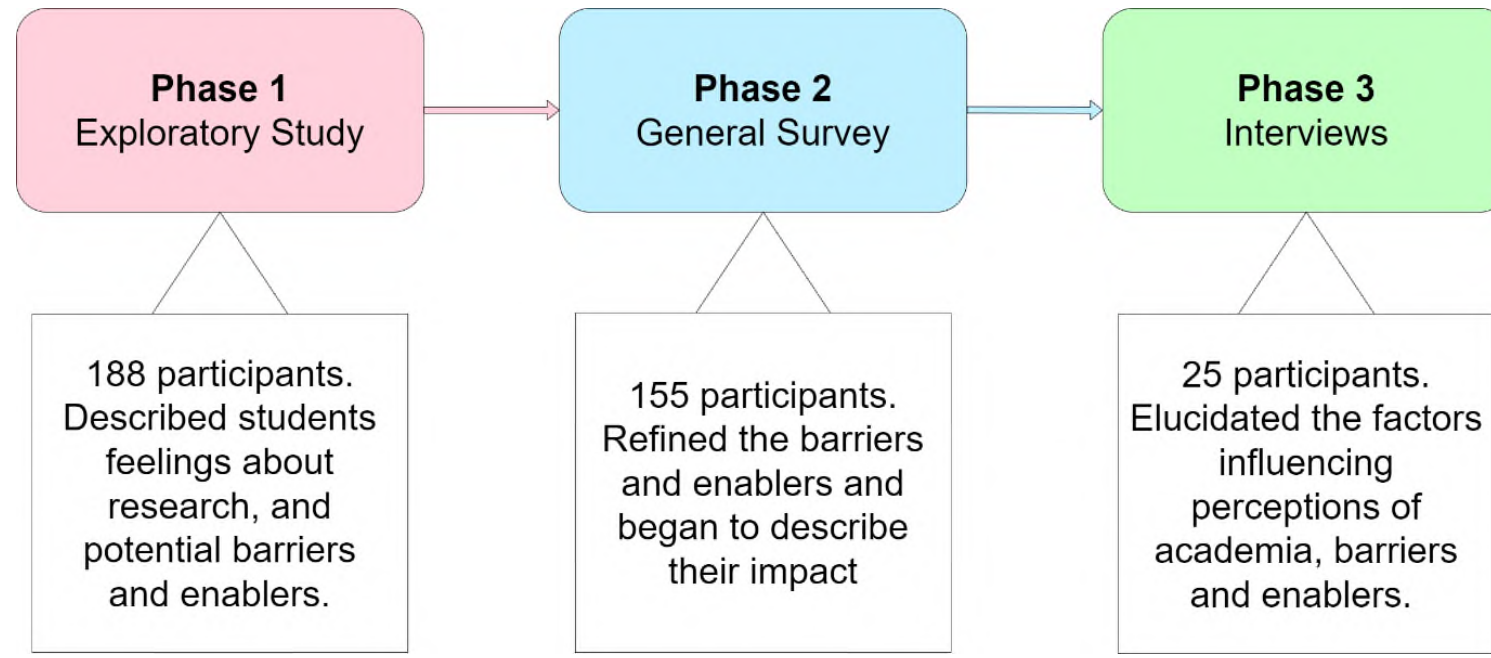 Phase 1
Exploratory Study
Phase 2
General Survey
Phase 3
Interviews
188 participants.
Described students
feelings about
research, and
potential barriers
and enablers.
155 participants.
Refined the barriers
and enablers and
began to describe
their impact
25 participants.
Elucidated the factors
influencing
perceptions of
academia, barriers
and enablers.